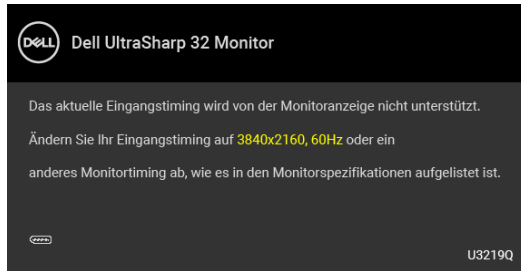 DELL Dell UltraSharp 32 Monitor
Das aktuelle Eingangstiming wird von der Monitoranzeige nicht unterstützt.
Ändern Sie Ihr Eingangstiming auf 3840x2160, 60Hz oder ein
anderes Monitortiming ab, wie es in den Monitorspezifikationen aufgelistet ist.
U3219Q